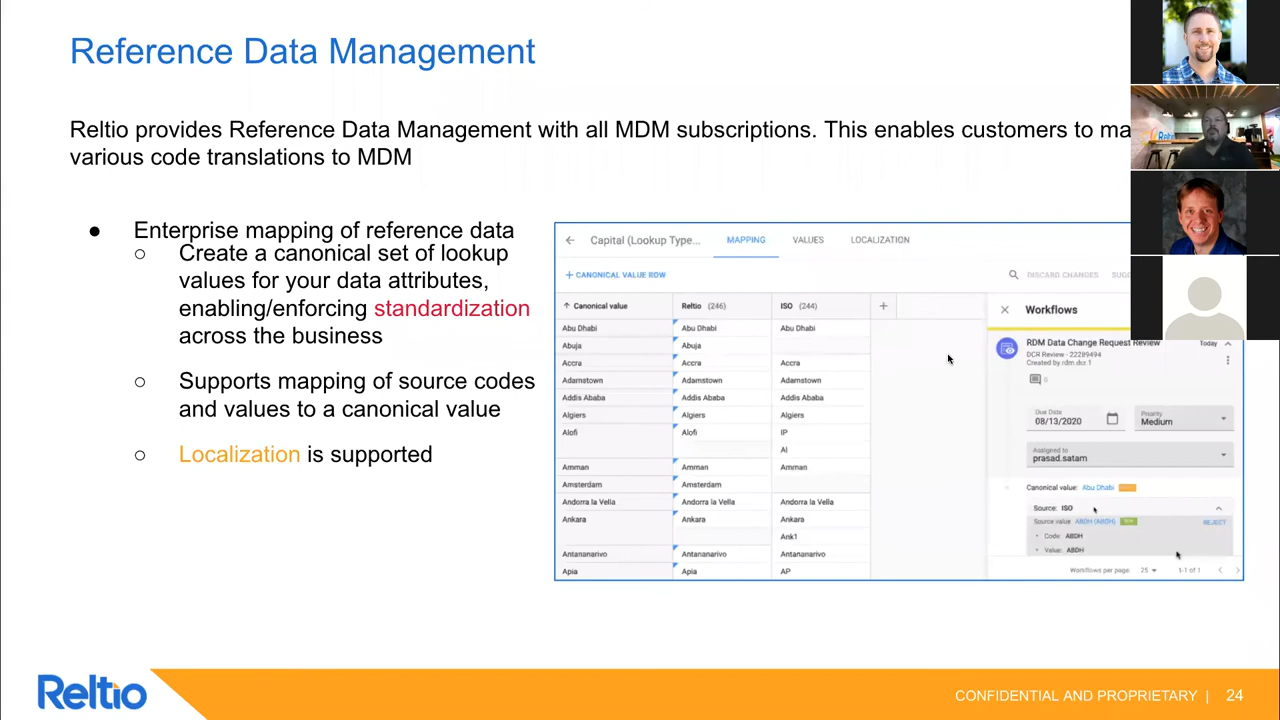 Reference Data Management
Reltio provides Reference Data Management with all MDM subscriptions. This enables customers to ma
various code translations to MDM
● Enterprise mapping of reference data
○ Create a canonical set of lookup
values for your data attributes,
enabling/enforcing standardization
across the business
○ Supports mapping of source codes
and values to a canonical value
○ Localization is supported
Capital (Lookup Type... MAPPING VALUES LOCALIZATION
+ CANONICAL VALUE ROW DISCARD CHANGES SUGG
Canonical value Reltio (246) ISO (244) +
Abu Dhabi Abu Dhabi Abu Dhabi
Abuja Abuja
Accra Accra Accra
Adamstown Adamstown Adamstown
Addis Ababa Addis Ababa Addis Ababa
Algiers Algiers Algiers
Alofi Alofi IP
AI
Amman Amman Amman
Amsterdam Amsterdam
Andorra la Vella Andorra la Vella Andorra la Vella
Ankara Ankara Ankara
Ank1
Antananarivo Antananarivo Antananarivo
Apia Apia AP
Workflows
RDM Data Change Request Review Today
DCR Review - 22289494
Created by rdm.dcr.1
0
Due Date
08/13/2020
Priority
Medium
Assigned to
prasad.satam
Canonical value: Abu Dhabi
Source: ISO
Source value ABDH (ABDH) NEW REJECT
• Code: ABDH
• Value: ABDH
Workflows per page: 25 1-1 of 1
Reltio
CONFIDENTIAL AND PROPRIETARY | 24